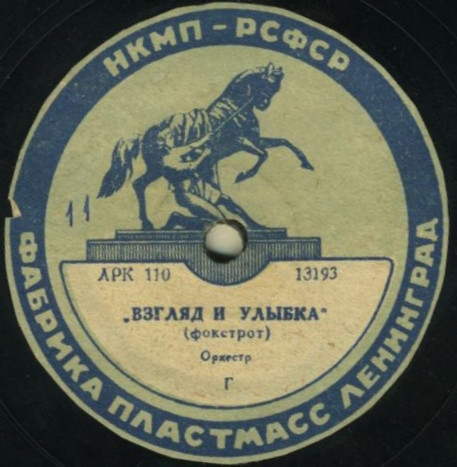 НКМП-РСФСР
11
АРК 110 13193
„ВЗГЛЯД И УЛЫБКА"
(фокстрот)
Оркестр
Г
ФАБРИКА ПЛАСТМАСС ЛЕНИНГРАД